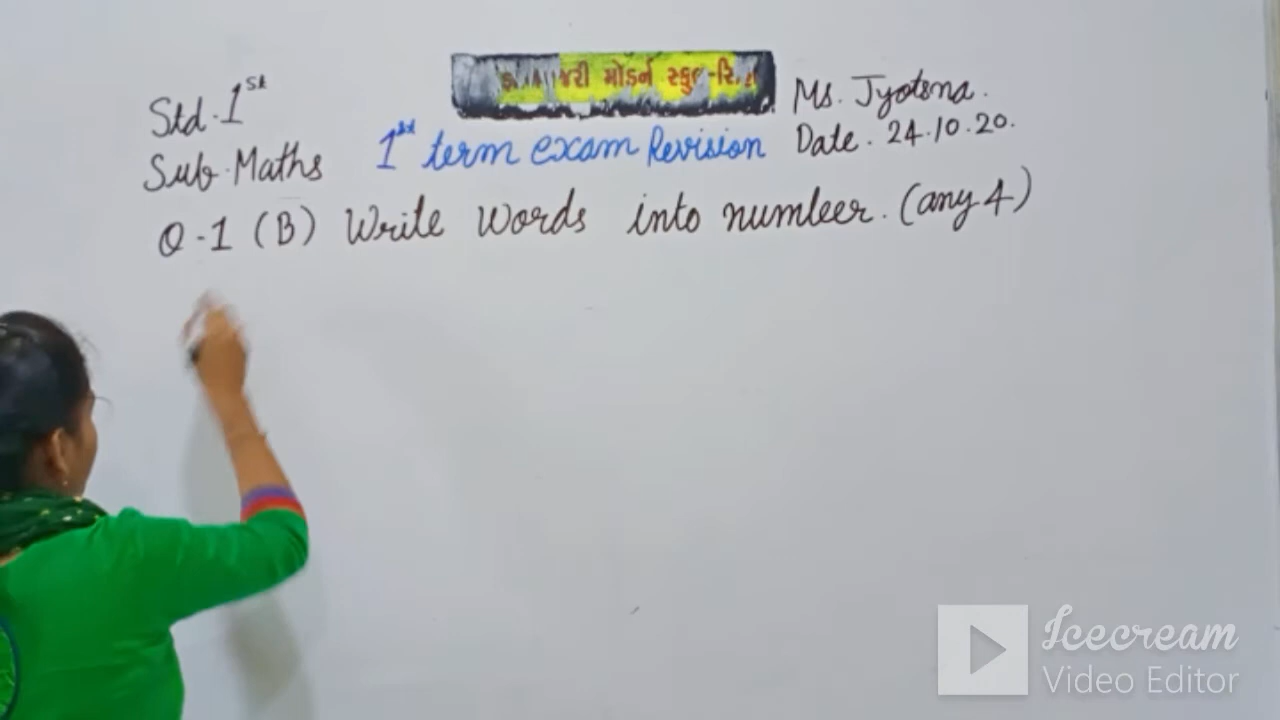 મોડર્ન સ્કુલ
Std. 1st
Ms. Jyotsna.
Sub. Maths
1st term exam Revision
Date. 24.10.20.
Q.1 (B) Write words into number. (any 4)
Icecream
Video Editor